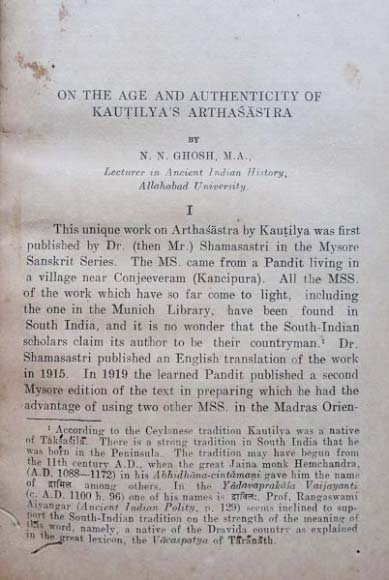 ON THE AGE AND AUTHENTICITY OF
KAUṬILYA'S ARTHAŚĀSTRA
BY
N. N. GHOSH, M.A.,
Lecturer in Ancient Indian History,
Allahabad University.
I
This unique work on Arthaśāstra by Kauṭilya was first
published by Dr. (then Mr.) Shamasastri in the Mysore
Sanskrit Series. The MS. came from a Pandit living in
a village near Conjeeveram (Kancipura). All the MSS.
of the work which have so far come to light, including
the one in the Munich Library, have been found in
South India, and it is no wonder that the South-Indian
scholars claim its author to be their countryman.¹ Dr.
Shamasastri published an English translation of the work
in 1915. In 1919 the learned Pandit published a second
Mysore edition of the text in preparing which he had the
advantage of using two other MSS. in the Madras Orien-
¹ According to the Ceylonese tradition Kautilya was a native
of Takṣaśilā. There is a strong tradition in South India that he
was born in the Peninsula. The tradition may have begun from
the 11th century A.D., when the great Jaina monk Hemchandra,
(A.D. 1088—1172) in his Abhidhāna-cintāmaṇi gave him the name
of द्रामिल among others. In the Yādavaprakāla Vaijayanti
(c. A.D. 1100 h. 96) one of his names is द्राविलः. Prof. Rangaswami
Aiyangar (Ancient Indian Polity, p. 129) seems inclined to sup-
port the South-Indian tradition on the strength of the meaning of
this word, namely, a native of the Dravida country as explained
in the great lexicon, the Vācaspatya of Tārānāth.